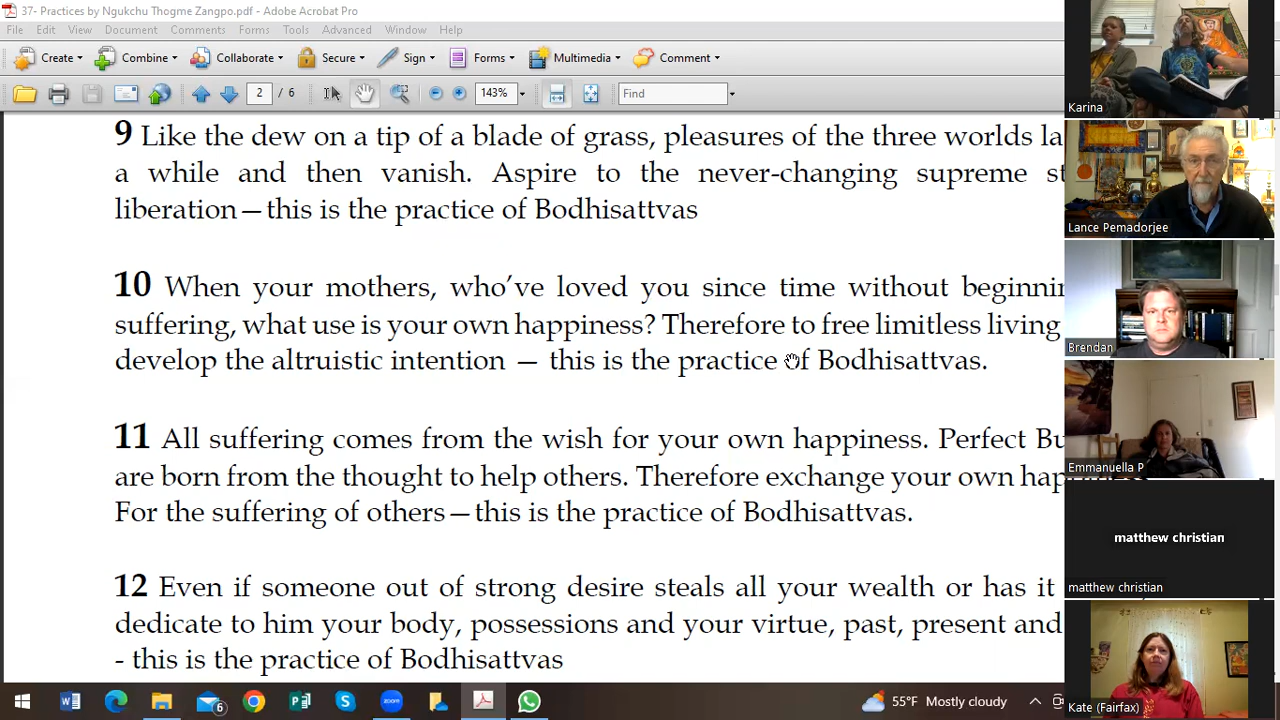 37- Practices by Ngukchu Thogme Zangpo.pdf - Adobe Acrobat Pro
File Edit View Document Comments Forms Tools Advanced Window Help
Create Combine Collaborate Secure Sign Forms Multimedia Comment
2 / 6 143% Find
9 Like the dew on a tip of a blade of grass, pleasures of the three worlds la
a while and then vanish. Aspire to the never-changing supreme st
liberation—this is the practice of Bodhisattvas
10 When your mothers, who’ve loved you since time without beginnin
suffering, what use is your own happiness? Therefore to free limitless living
develop the altruistic intention — this is the practice of Bodhisattvas.
11 All suffering comes from the wish for your own happiness. Perfect Bu
are born from the thought to help others. Therefore exchange your own hap
For the suffering of others—this is the practice of Bodhisattvas.
12 Even if someone out of strong desire steals all your wealth or has it
dedicate to him your body, possessions and your virtue, past, present and
- this is the practice of Bodhisattvas
Karina
Lance Pemadorjee
Brendan
Emmanuella P
matthew christian
matthew christian
Kate (Fairfax)
6 55°F Mostly cloudy